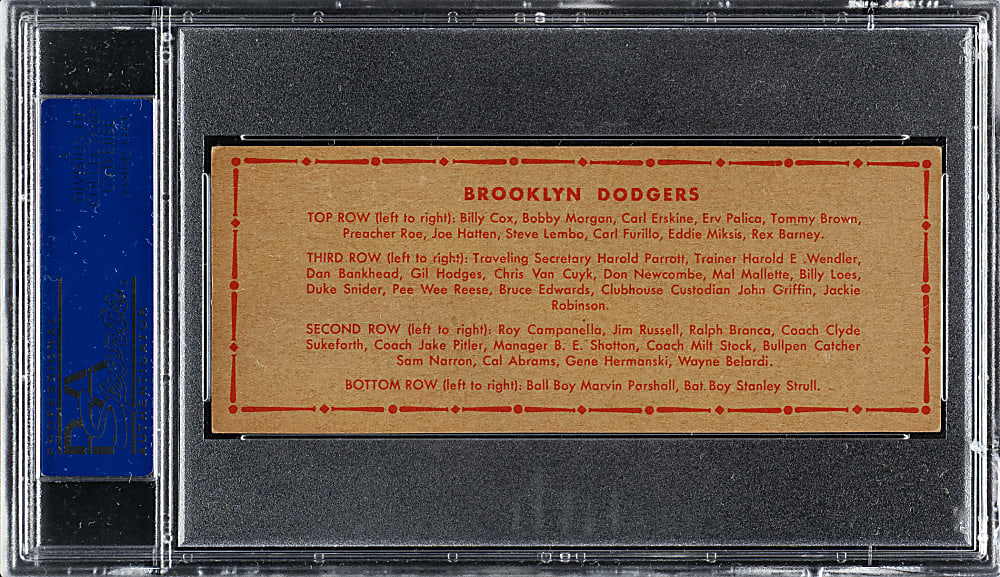 BROOKLYN DODGERS
TOP ROW (left to right): Billy Cox, Bobby Morgan, Carl Erskine, Erv Palica, Tommy Brown,
Preacher Roe, Joe Hatten, Steve Lembo, Carl Furillo, Eddie Miksis, Rex Barney.
THIRD ROW (left to right): Traveling Secretary Harold Parrott, Trainer Harold E. Wendler,
Dan Bankhead, Gil Hodges, Chris Van Cuyk, Don Newcombe, Mal Mallette, Billy Loes,
Duke Snider, Pee Wee Reese, Bruce Edwards, Clubhouse Custodian John Griffin, Jackie
Robinson.
SECOND ROW (left to right): Roy Campanella, Jim Russell, Ralph Branca, Coach Clyde
Sukeforth, Coach Jake Pitler, Manager B. E. Shotton, Coach Milt Stock, Bullpen Catcher
Sam Narron, Cal Abrams, Gene Hermanski, Wayne Belardi.
BOTTOM ROW (left to right): Ball Boy Marvin Parshall, Bat Boy Stanley Strull.
PSA